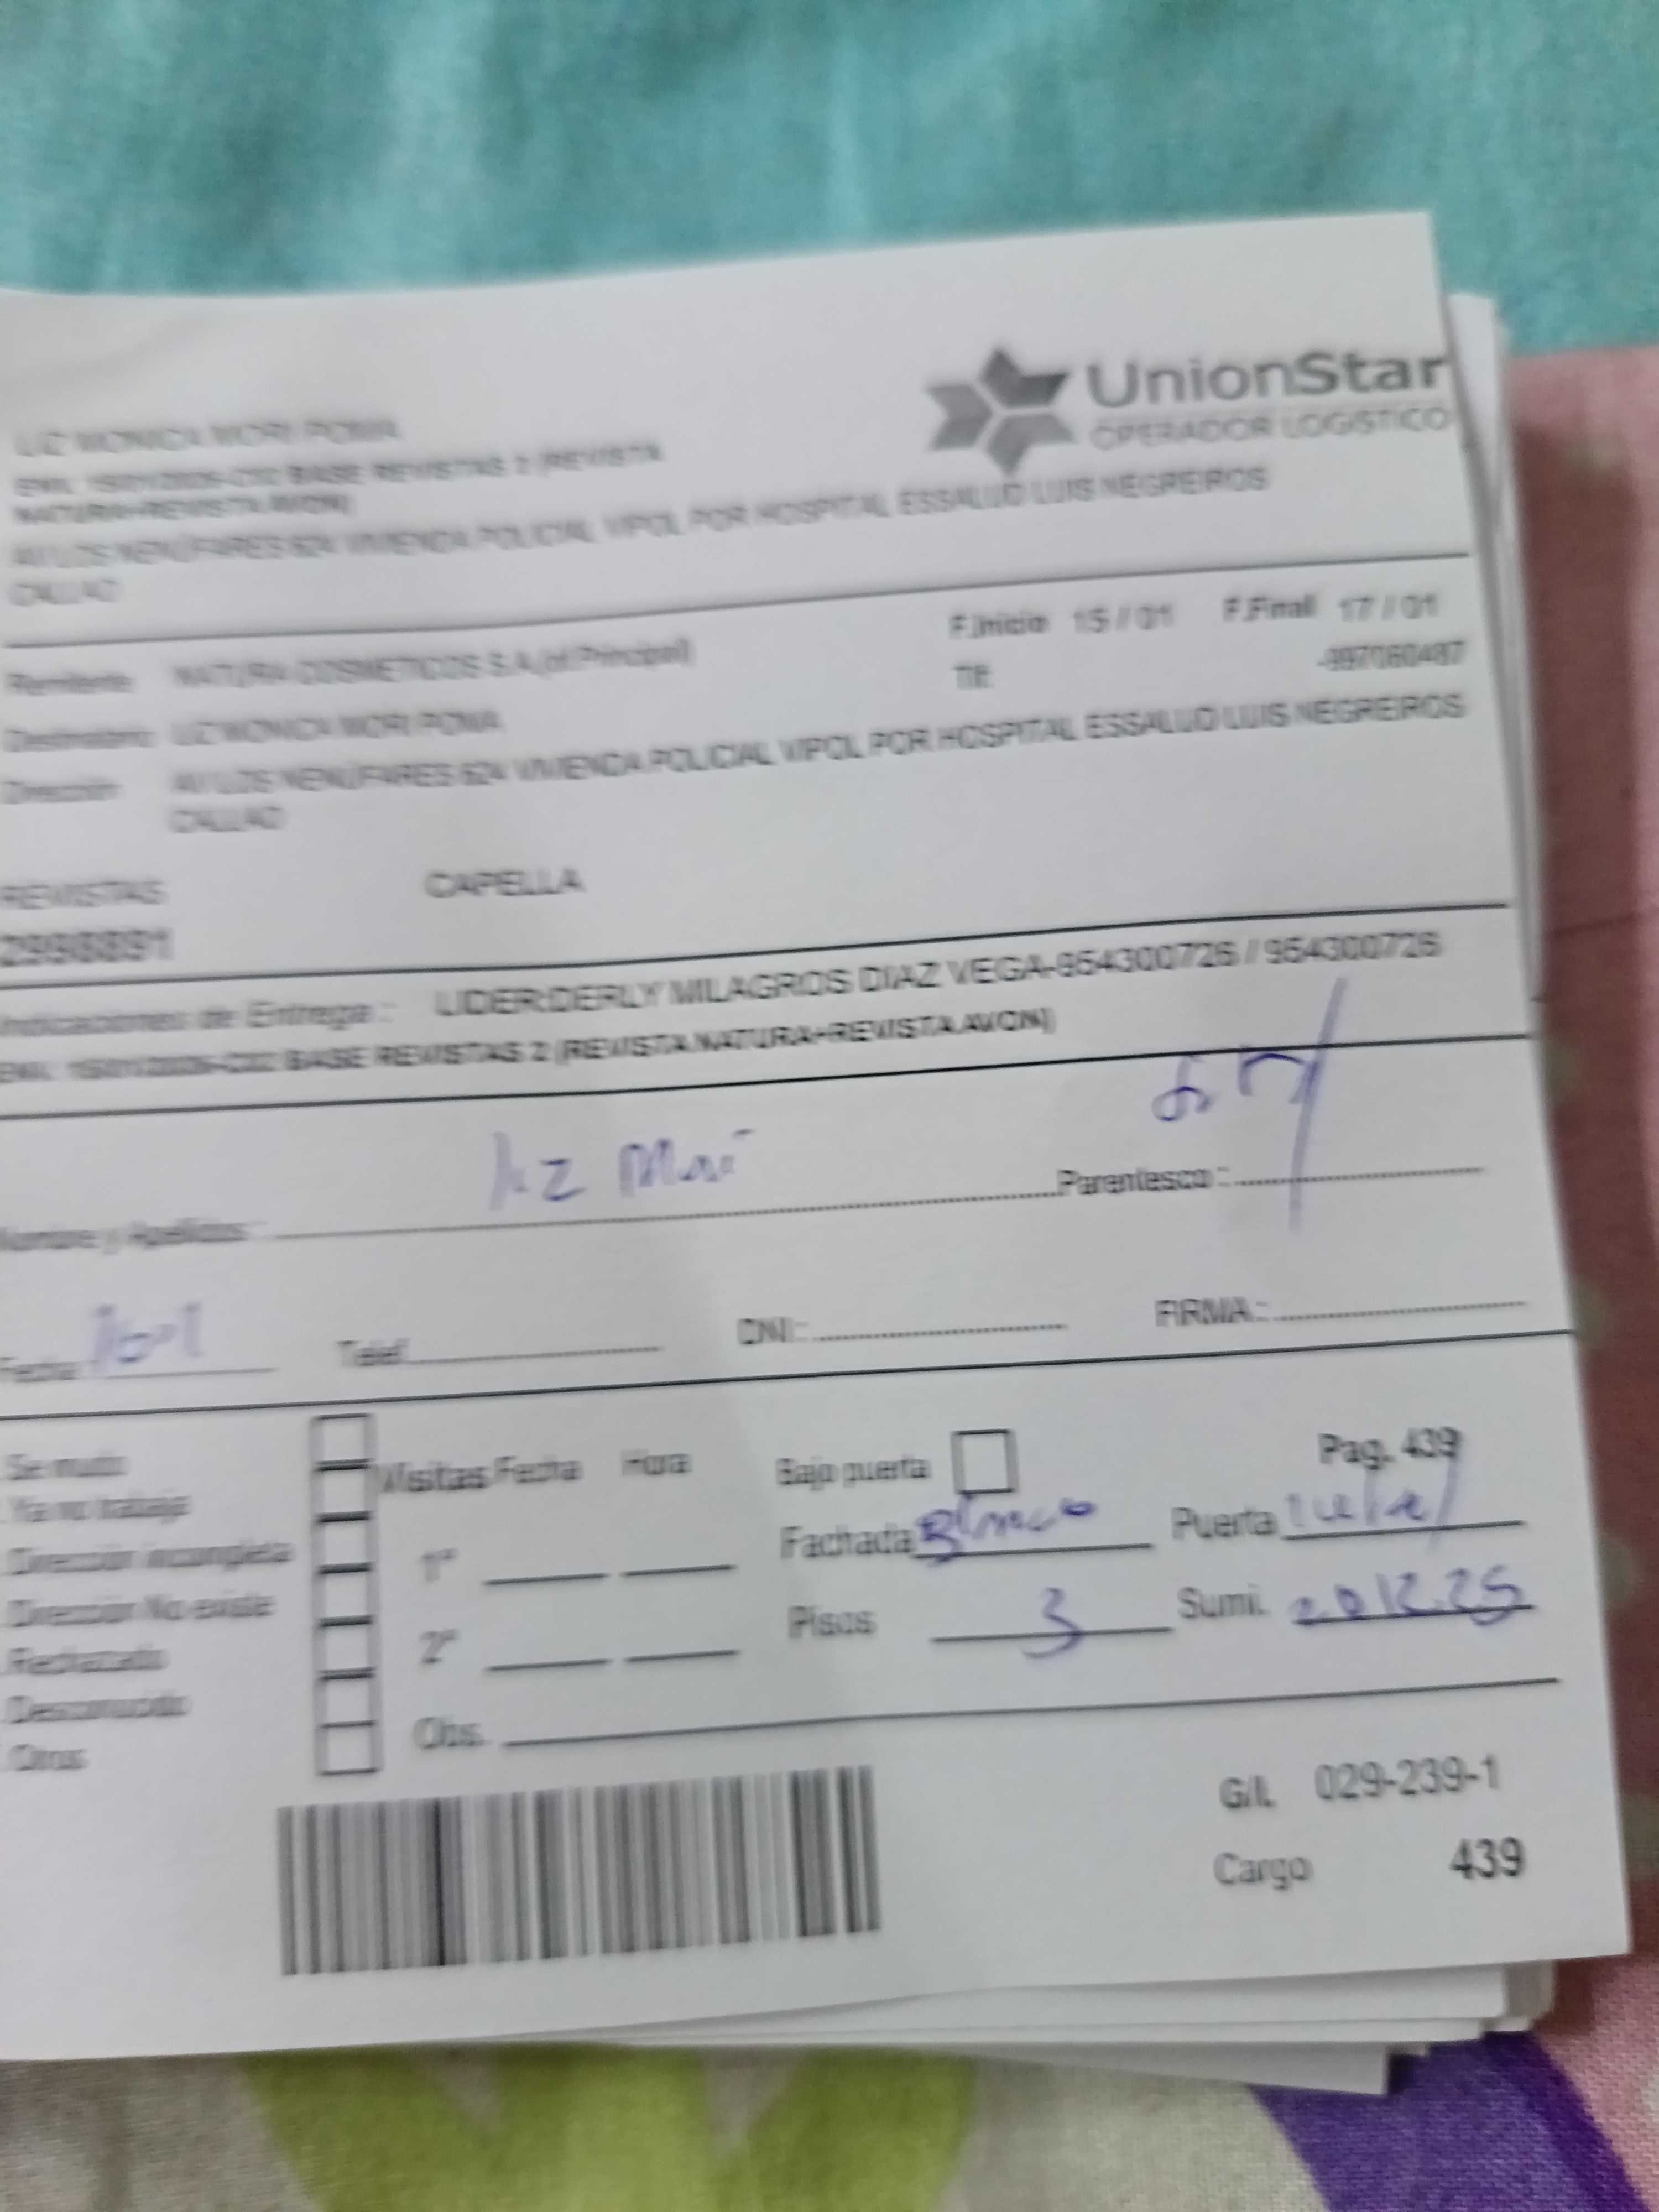 UnionStar
OPERADOR LOGISTICO
LIZ MONICA MORI POMA
BASE REVISTAS 2 (REVISTA
NATURA+REVISTA AVON)
AV LOS NENUFARES 624 VIVIENDA POLICIAL VIPOL POR HOSPITAL ESSALUD LUIS NEGREIROS
CALLAO
F.Inicio 15 / 01 F.Final 17 / 01
Remitente NATURA COSMETICOS S.A.(of.Principal)
Tlf:
Destinatario LIZ MONICA MORI POMA
Dirección AV LOS NENUFARES 624 VIVIENDA POLICIAL VIPOL POR HOSPITAL ESSALUD LUIS NEGREIROS
CALLAO
REVISTAS CAPELLA
2998891
Indicaciones de Entrega : LIDER:DERLY MILAGROS DIAZ VEGA-954300726 / 954300726
BASE REVISTAS 2 (REVISTA NATURA+REVISTA AVON)
Nombre y Apellidos : Parentesco :
Fecha Telef. DNI: FIRMA:
Se mudo
Ya no trabaja
Dirección incompleta
Dirección No existe
Rechazado
Desconocido
Otros
Visitas Fecha Hora
1°
2°
Obs.
Bajo puerta Pag. 439
Fachada Blanco Puerta
Pisos 3 Sumi.
G/I. 029-239-1
Cargo 439